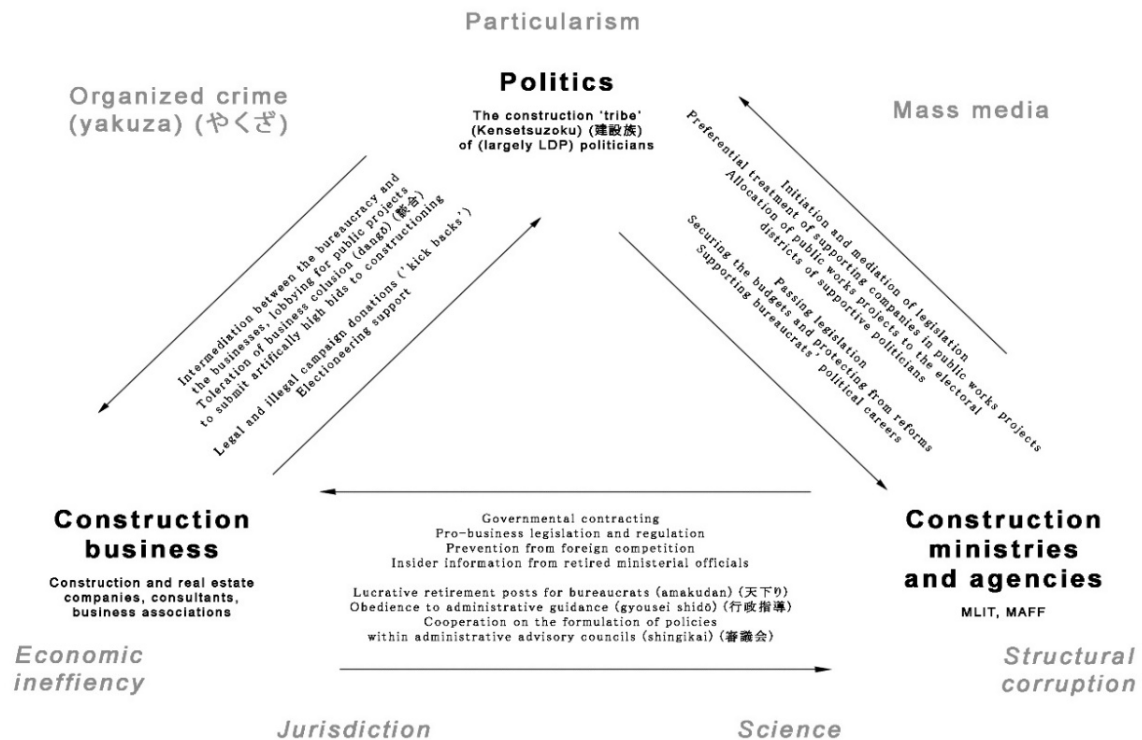 Particularism
Organized crime
(yakuza) (やくざ)
Politics
The construction 'tribe'
(Kensetsuzoku) (建設族)
of (largely LDP) politicians
Mass media
Intermediation between the bureaucracy and
the businesses, lobbying for public projects
Toleration of business colusion (dangō) (談合)
to submit artifically high bids to constructioning
Legal and illegal campaign donations ('kick backs')
Electioneering support
Initiation and mediation of legislation
Preferential treatment of supporting companies in public works projects
Allocation of public works projects to the electoral
districts of supportive politicians
Passing legislation
Securing the budgets and protecting from reforms
Supporting bureaucrats' political careers
Construction
business
Construction and real estate
companies, consultants,
business associations
Governmental contracting
Pro-business legislation and regulation
Prevention from foreign competition
Insider information from retired ministerial officials
Lucrative retirement posts for bureaucrats (amakudan) (天下り)
Obedience to administrative guidance (gyousei shidō) (行政指導)
Cooperation on the formulation of policies
within administrative advisory councils (shingikai) (審議会)
Construction
ministries
and agencies
MLIT, MAFF
Economic
ineffiency
Structural
corruption
Jurisdiction
Science